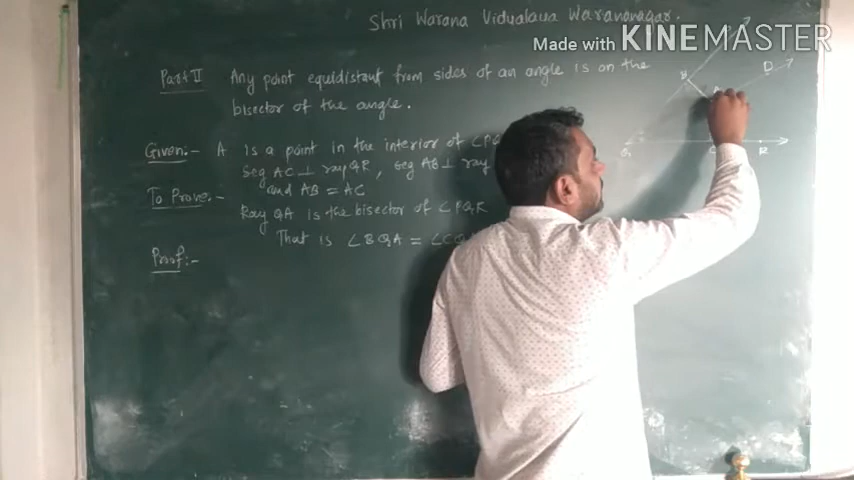 Shri Warana Vidyalaya Warananagar.
Made with KINEMASTER
Part II Any point equidistant from sides of an angle is on the
bisector of the angle.
Given:- A is a point in the interior of ∠PQ
Seg AC ⊥ ray QR, seg AB ⊥ ray
and AB = AC
To Prove:-
Ray QA is the bisector of ∠PQR
That is ∠BQA = ∠CQ
Proof:-
B
A
D
Q
C
R